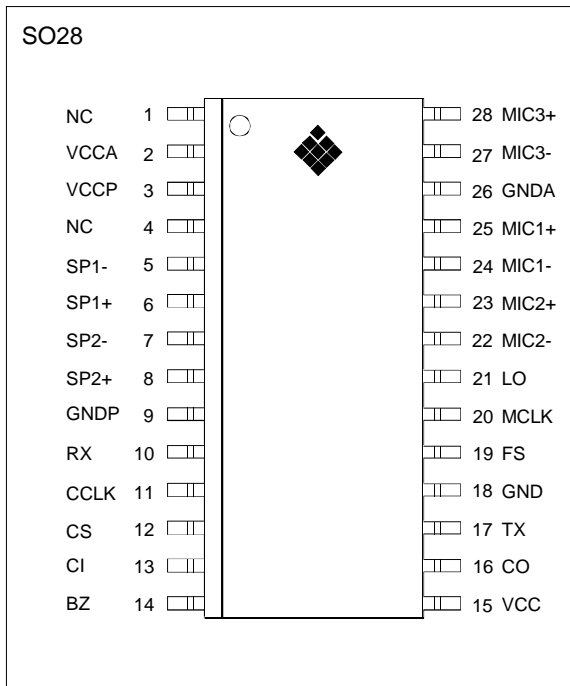 SO28
NC 1 28 MIC3+
VCCA 2 27 MIC3-
VCCP 3 26 GNDA
NC 4 25 MIC1+
SP1- 5 24 MIC1-
SP1+ 6 23 MIC2+
SP2- 7 22 MIC2-
SP2+ 8 21 LO
GNDP 9 20 MCLK
RX 10 19 FS
CCLK 11 18 GND
CS 12 17 TX
CI 13 16 CO
BZ 14 15 VCC